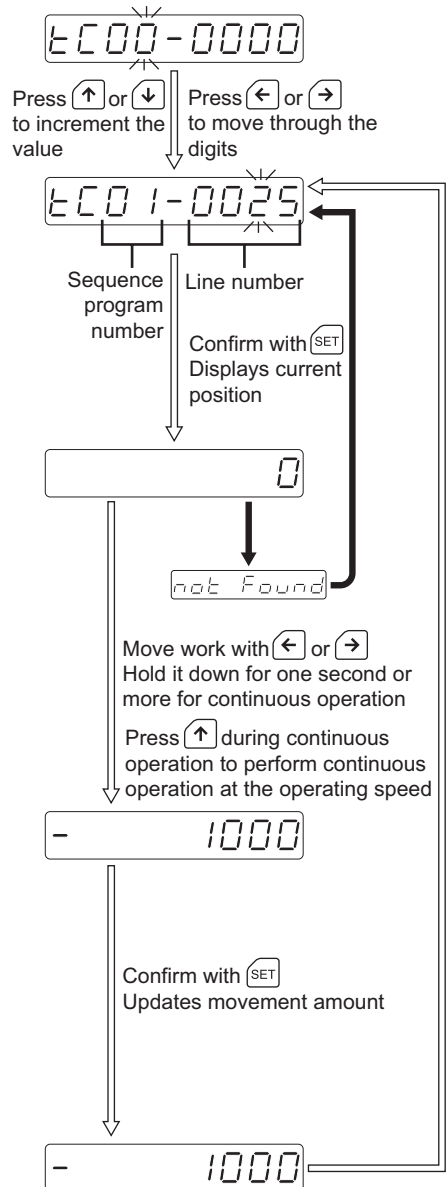 tC00-0000
Press ↑ or ↓
to increment the
value
Press ← or →
to move through the
digits
tC01-0025
Sequence
program
number
Line number
Confirm with SET
Displays current
position
0
not Found
Move work with ← or →
Hold it down for one second or
more for continuous operation
Press ↑ during continuous
operation to perform continuous
operation at the operating speed
- 1000
Confirm with SET
Updates movement amount
- 1000